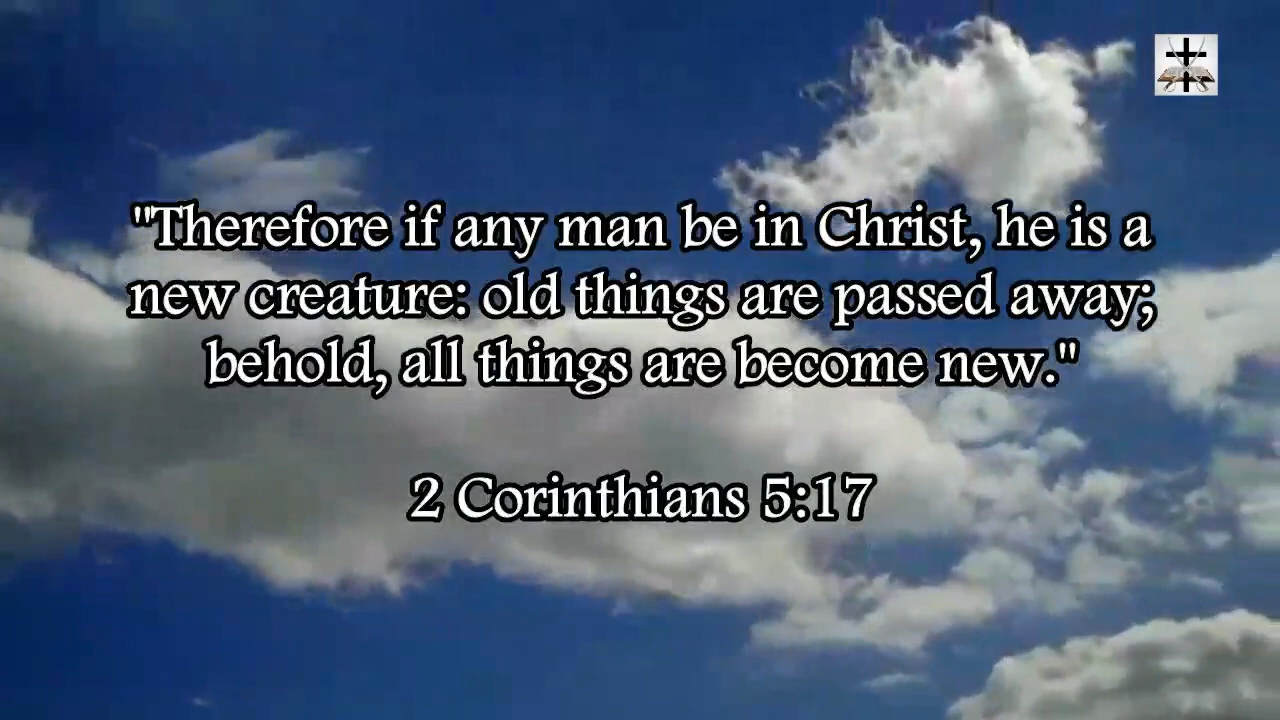 "Therefore if any man be in Christ, he is a
new creature: old things are passed away;
behold, all things are become new."
2 Corinthians 5:17